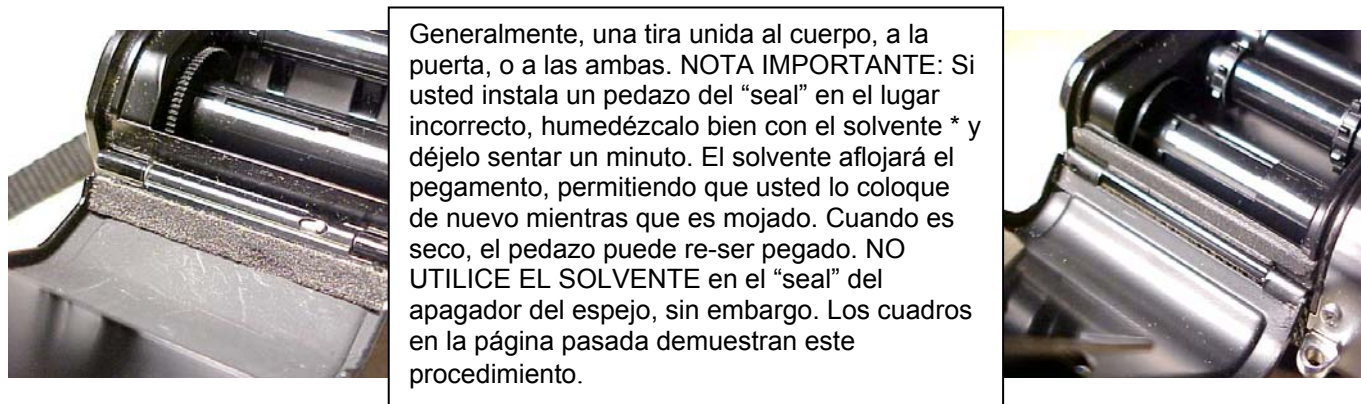 Generalmente, una tira unida al cuerpo, a la
puerta, o a las ambas. NOTA IMPORTANTE: Si
usted instala un pedazo del “seal” en el lugar
incorrecto, humedézcalo bien con el solvente * y
déjelo sentar un minuto. El solvente aflojará el
pegamento, permitiendo que usted lo coloque
de nuevo mientras que es mojado. Cuando es
seco, el pedazo puede re-ser pegado. NO
UTILICE EL SOLVENTE en el “seal” del
apagador del espejo, sin embargo. Los cuadros
en la página pasada demuestran este
procedimiento.